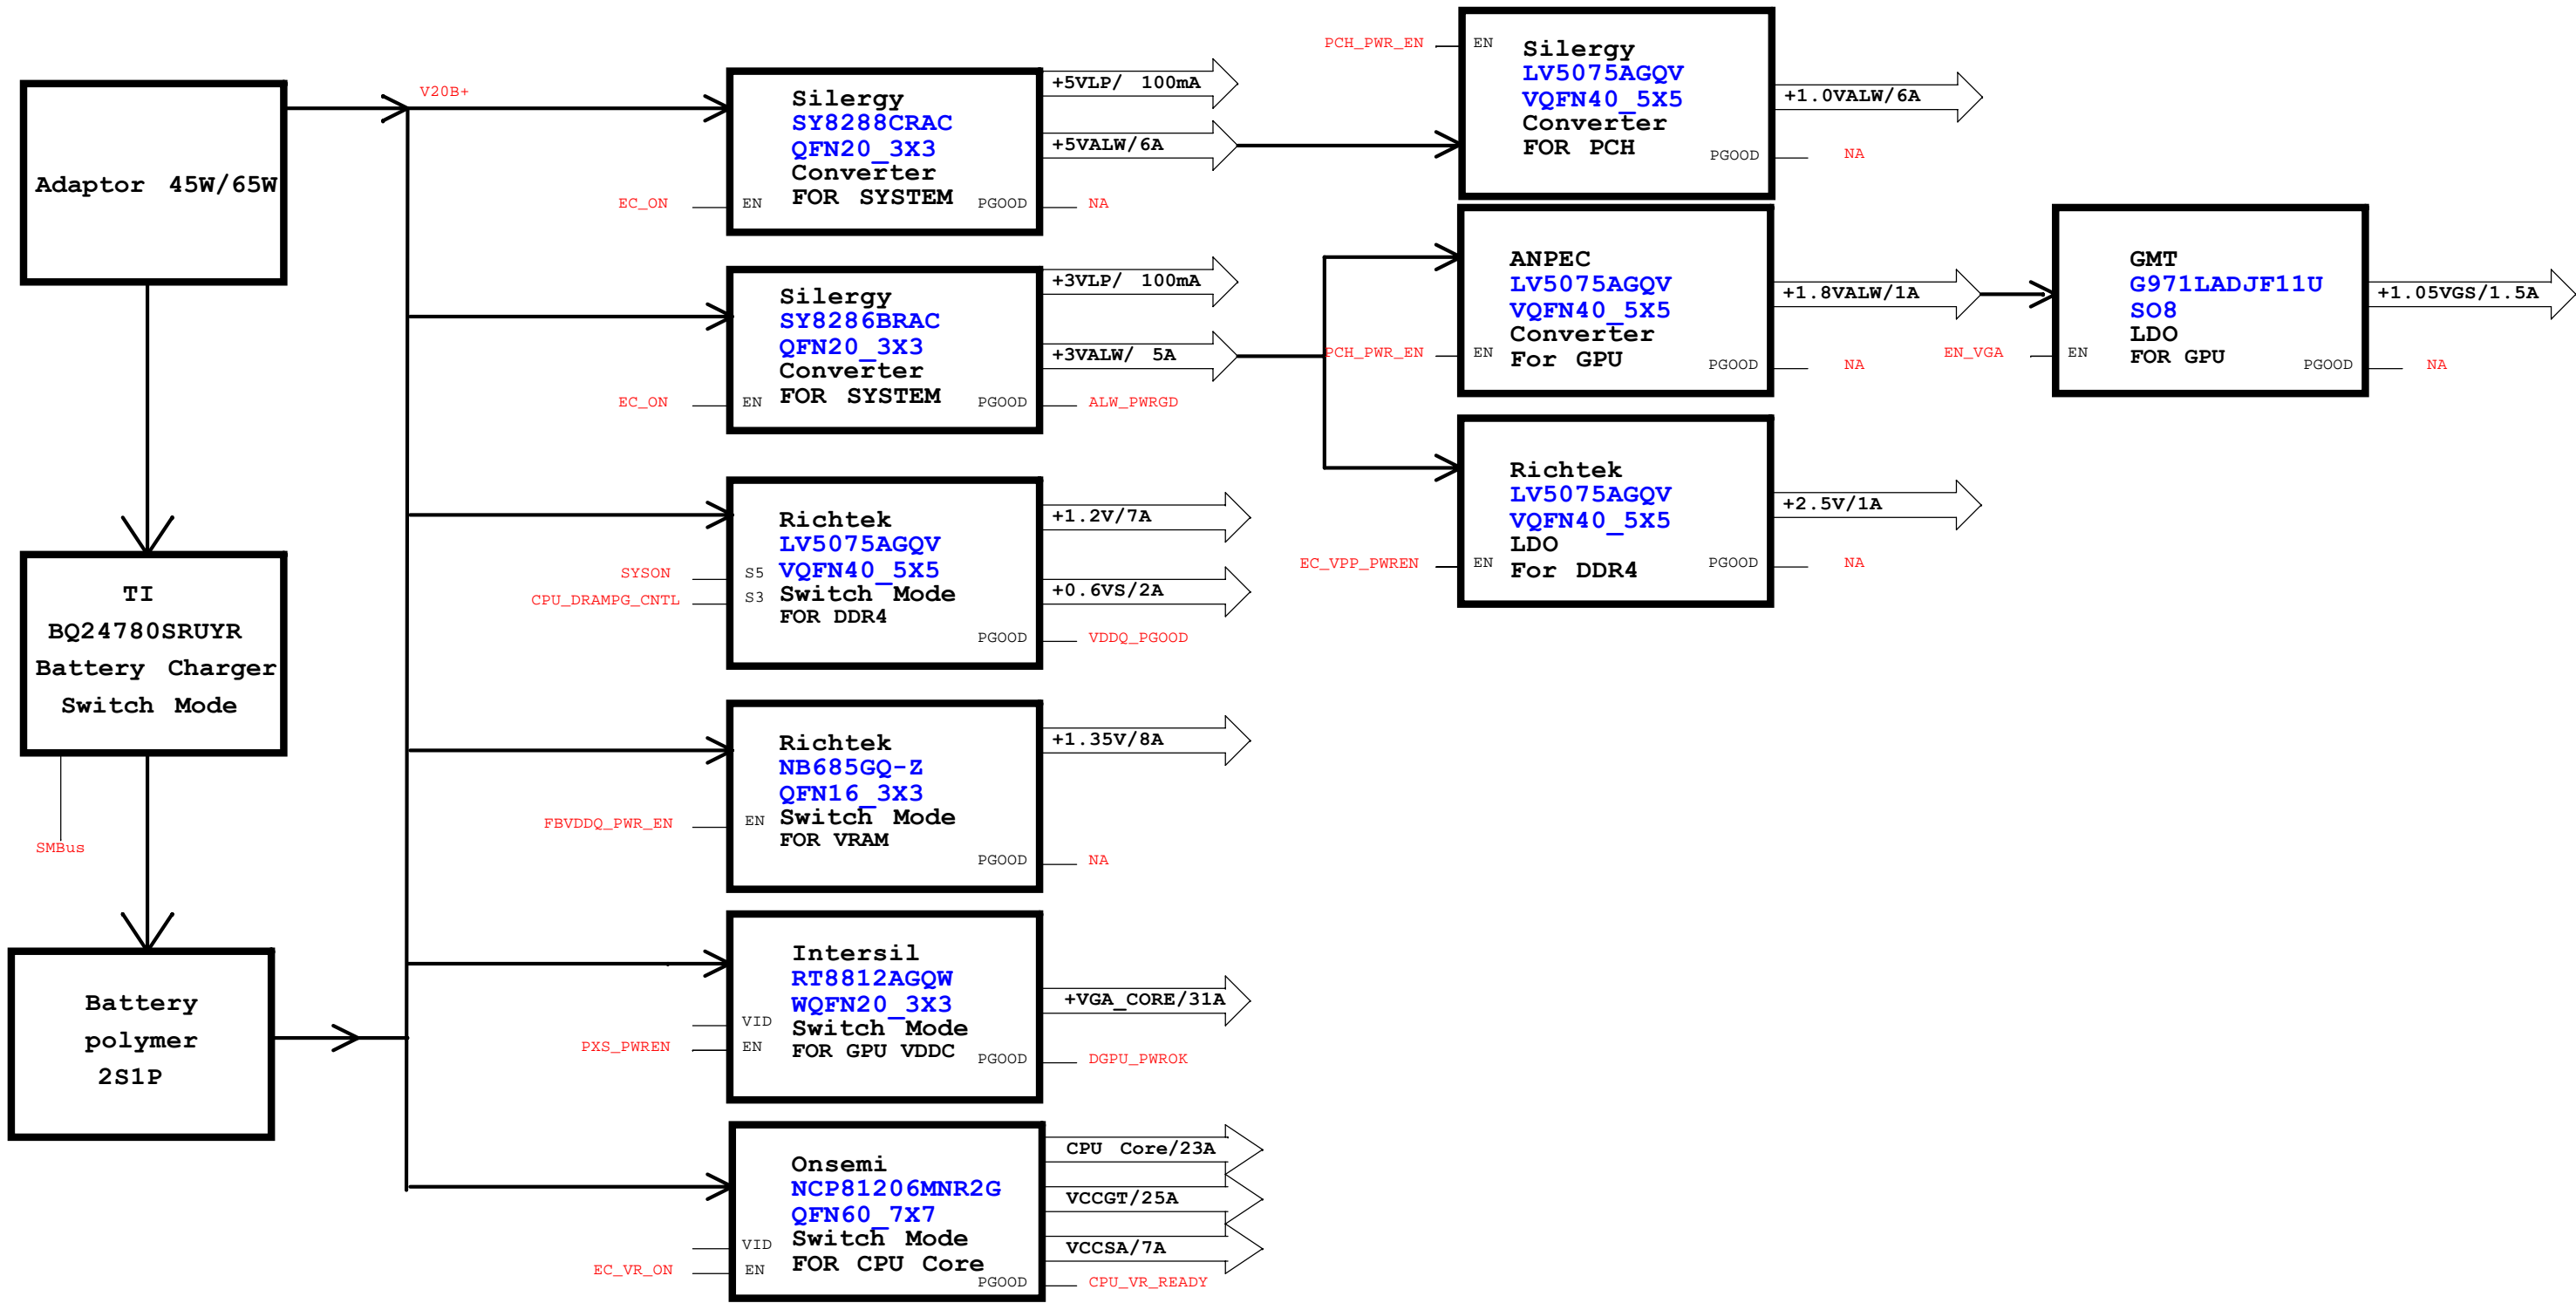 Adaptor 45W/65W
TI
BQ24780SRUYR
Battery Charger
Switch Mode
SMBus
Battery
polymer
2S1P
V20B+
Silergy
SY8288CRAC
QFN20_3X3
Converter
FOR SYSTEM
EC_ON
EN
PGOOD
NA
+5VLP/ 100mA
+5VALW/6A
Silergy
SY8286BRAC
QFN20_3X3
Converter
FOR SYSTEM
EC_ON
EN
PGOOD
ALW_PWRGD
+3VLP/ 100mA
+3VALW/ 5A
Richtek
LV5075AGQV
VQFN40_5X5
Switch Mode
FOR DDR4
SYSON
S5
CPU_DRAMPG_CNTL
S3
PGOOD
VDDQ_PGOOD
+1.2V/7A
+0.6VS/2A
Richtek
NB685GQ-Z
QFN16_3X3
Switch Mode
FOR VRAM
FBVDDQ_PWR_EN
EN
PGOOD
NA
+1.35V/8A
Intersil
RT8812AGQW
WQFN20_3X3
Switch Mode
FOR GPU VDDC
VID
PXS_PWREN
EN
PGOOD
DGPU_PWROK
+VGA_CORE/31A
Onsemi
NCP81206MNR2G
QFN60_7X7
Switch Mode
FOR CPU Core
VID
EC_VR_ON
EN
PGOOD
CPU_VR_READY
CPU Core/23A
VCCGT/25A
VCCSA/7A
PCH_PWR_EN
EN
Silergy
LV5075AGQV
VQFN40_5X5
Converter
FOR PCH
PGOOD
NA
+1.0VALW/6A
ANPEC
LV5075AGQV
VQFN40_5X5
Converter
For GPU
PCH_PWR_EN
EN
PGOOD
NA
+1.8VALW/1A
Richtek
LV5075AGQV
VQFN40_5X5
LDO
For DDR4
EC_VPP_PWREN
EN
PGOOD
NA
+2.5V/1A
GMT
G971LADJF11U
SO8
LDO
FOR GPU
EN_VGA
EN
PGOOD
NA
+1.05VGS/1.5A